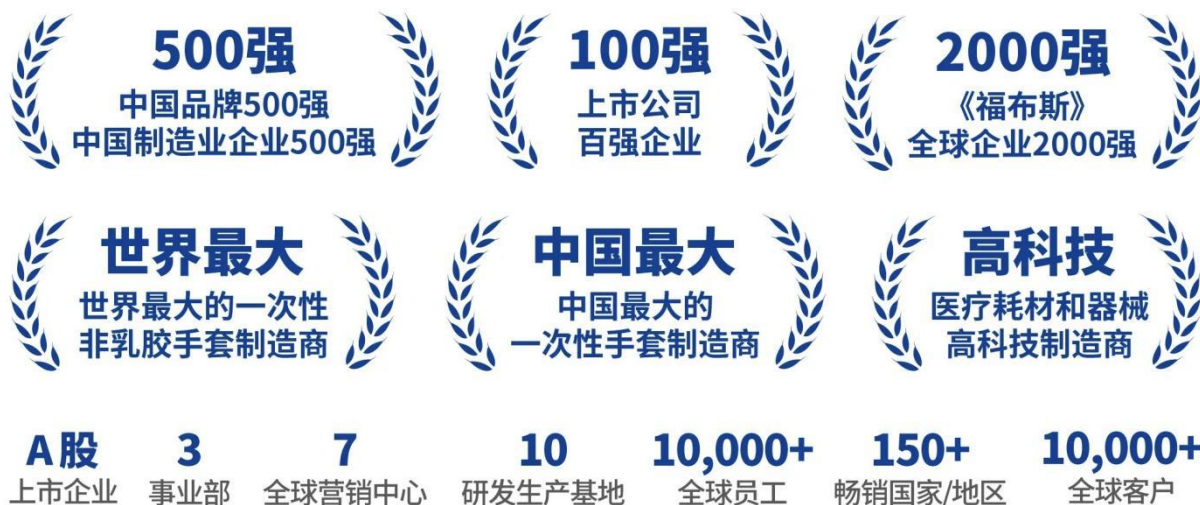 500强
中国品牌500强
中国制造业企业500强
100强
上市公司
百强企业
2000强
《福布斯》
全球企业2000强
世界最大
世界最大的一次性
非乳胶手套制造商
中国最大
中国最大的
一次性手套制造商
高科技
医疗耗材和器械
高科技制造商
A股
上市企业
3
事业部
7
全球营销中心
10
研发生产基地
10,000+
全球员工
150+
畅销国家/地区
10,000+
全球客户